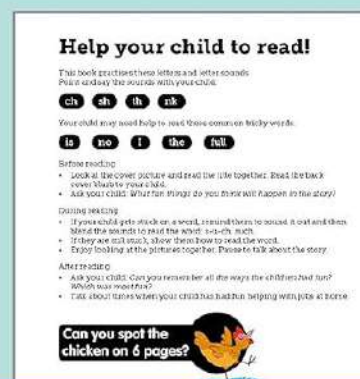 Help your child to read!
This book practises these letters and letter sounds.
Point and say the sounds with your child:
ch sh th nk
Your child may need help to read these common tricky words:
is no I the full
Before reading
• Look at the cover picture and read the title together. Read the back
cover blurb to your child.
• Ask your child: What fun things do you think will happen in the story?
During reading
• If your child gets stuck on a word, remind them to sound it out and then
blend the sounds to read the word: s-u-ch, such.
• If they are still stuck, show them how to read the word.
• Enjoy looking at the pictures together. Pause to talk about the story.
After reading
• Ask your child: Can you remember all the ways the children had fun?
Which was most fun?
• Talk about times when your child has had fun helping with jobs at home.
Can you spot the
chicken on 6 pages?